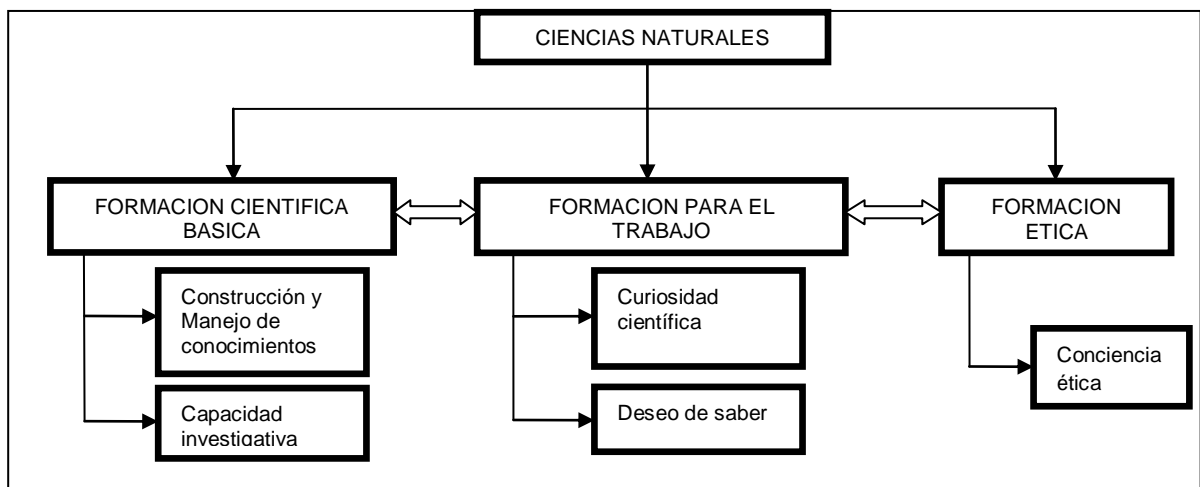 CIENCIAS NATURALES
FORMACION CIENTIFICA
BASICA
FORMACION PARA EL
TRABAJO
FORMACION
ETICA
Construcción y
Manejo de
conocimientos
Capacidad
investigativa
Curiosidad
científica
Deseo de saber
Conciencia
ética